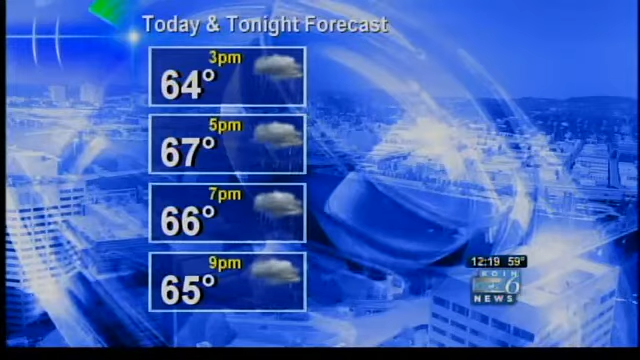 Today & Tonight Forecast
3pm
64°
5pm
67°
7pm
66°
9pm
65°
12:19 59°
KOIN
6
NEWS